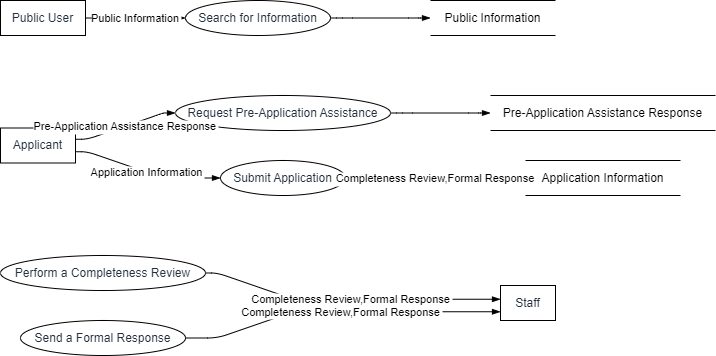 Public User
Public Information
Search for Information
Public Information
Request Pre-Application Assistance
Pre-Application Assistance Response
Pre-Application Assistance Response
Applicant
Application Information
Submit Application
Completeness Review,Formal Response
Application Information
Perform a Completeness Review
Completeness Review,Formal Response
Completeness Review,Formal Response
Staff
Send a Formal Response